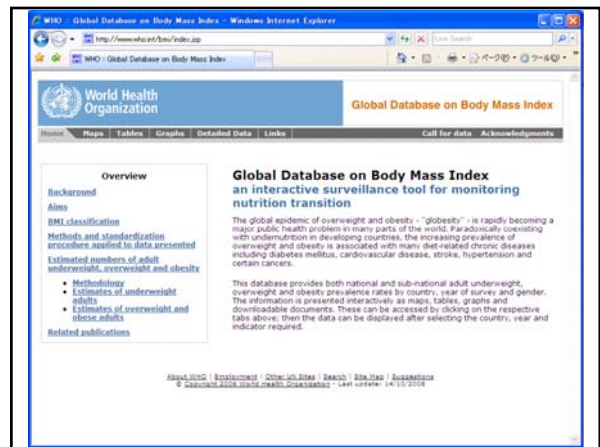 WHO :: Global Database on Body Mass Index - Windows Internet Explorer
http://www.who.int/bmi/index.jsp
Live Search
WHO :: Global Database on Body Mass Index
ページ(P)
ツール(O)
World Health
Organization
Global Database on Body Mass Index
Home Maps Tables Graphs Detailed Data Links Call for data Acknowledgments
Overview
Background
Aims
BMI classification
Methods and standardization
procedure applied to data presented
Estimated numbers of adult
underweight, overweight and obesity
Methodology
Estimates of underweight
adults
Estimates of overweight and
obese adults
Related publications
Global Database on Body Mass Index
an interactive surveillance tool for monitoring
nutrition transition
The global epidemic of overweight and obesity - "globesity" - is rapidly becoming a
major public health problem in many parts of the world. Paradoxically coexisting
with undernutrition in developing countries, the increasing prevalence of
overweight and obesity is associated with many diet-related chronic diseases
including diabetes mellitus, cardiovascular disease, stroke, hypertension and
certain cancers.
This database provides both national and sub-national adult underweight,
overweight and obesity prevalence rates by country, year of survey and gender.
The information is presented interactively as maps, tables, graphs and
downloadable documents. These can be accessed by clicking on the respective
tabs above; then the data can be displayed after selecting the country, year and
indicator required.
About WHO | Employment | Other UN Sites | Search | Site Map | Suggestions
© Copyright 2006 World Health Organization - Last update: 14/10/2008